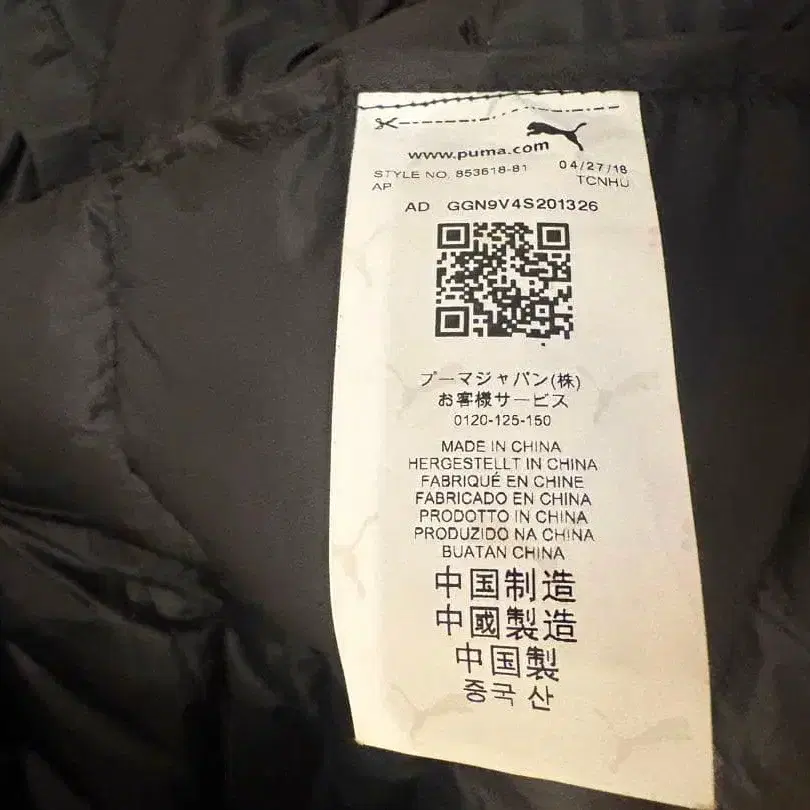 www.puma.com
STYLE NO. 853618-81 04/27/18
AP TCNHU
AD GGN9V4S201326
プーマジャパン(株)
お客様サービス
0120-125-150
MADE IN CHINA
HERGESTELLT IN CHINA
FABRIQUÉ EN CHINE
FABRICADO EN CHINA
PRODOTTO IN CHINA
PRODUZIDO NA CHINA
BUATAN CHINA
中国制造
中國製造
中国製
중국 산